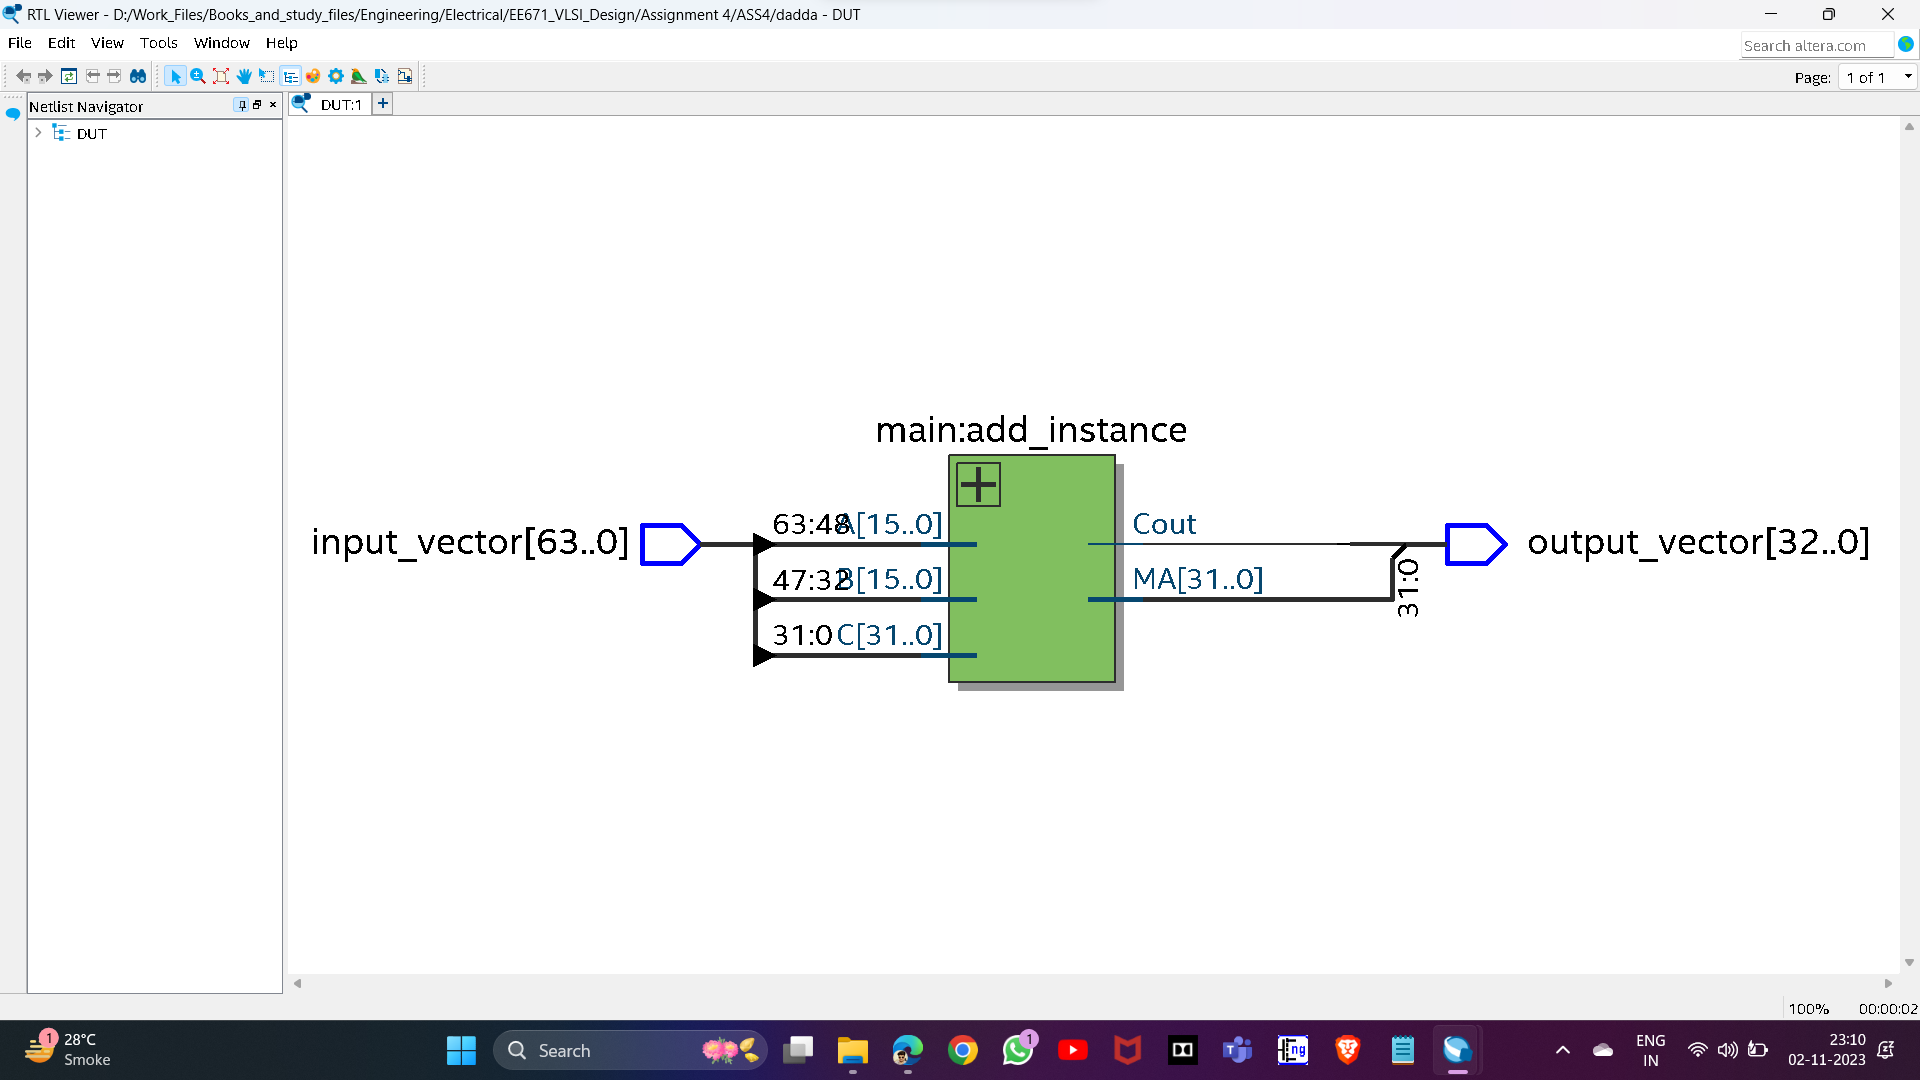 RTL Viewer - D:/Work_Files/Books_and_study_files/Engineering/Electrical/EE671_VLSI_Design/Assignment 4/ASS4/dadda - DUT
File Edit View Tools Window Help
Search altera.com
Page: 1 of 1
Netlist Navigator
DUT:1
DUT
main:add_instance
63:48 A[15..0] Cout
input_vector[63..0] output_vector[32..0]
47:32 B[15..0] MA[31..0]
31:0
31:0 C[31..0]
100% 00:00:02
1 28°C
Smoke
Search
1
ng
ENG
IN
23:10
02-11-2023